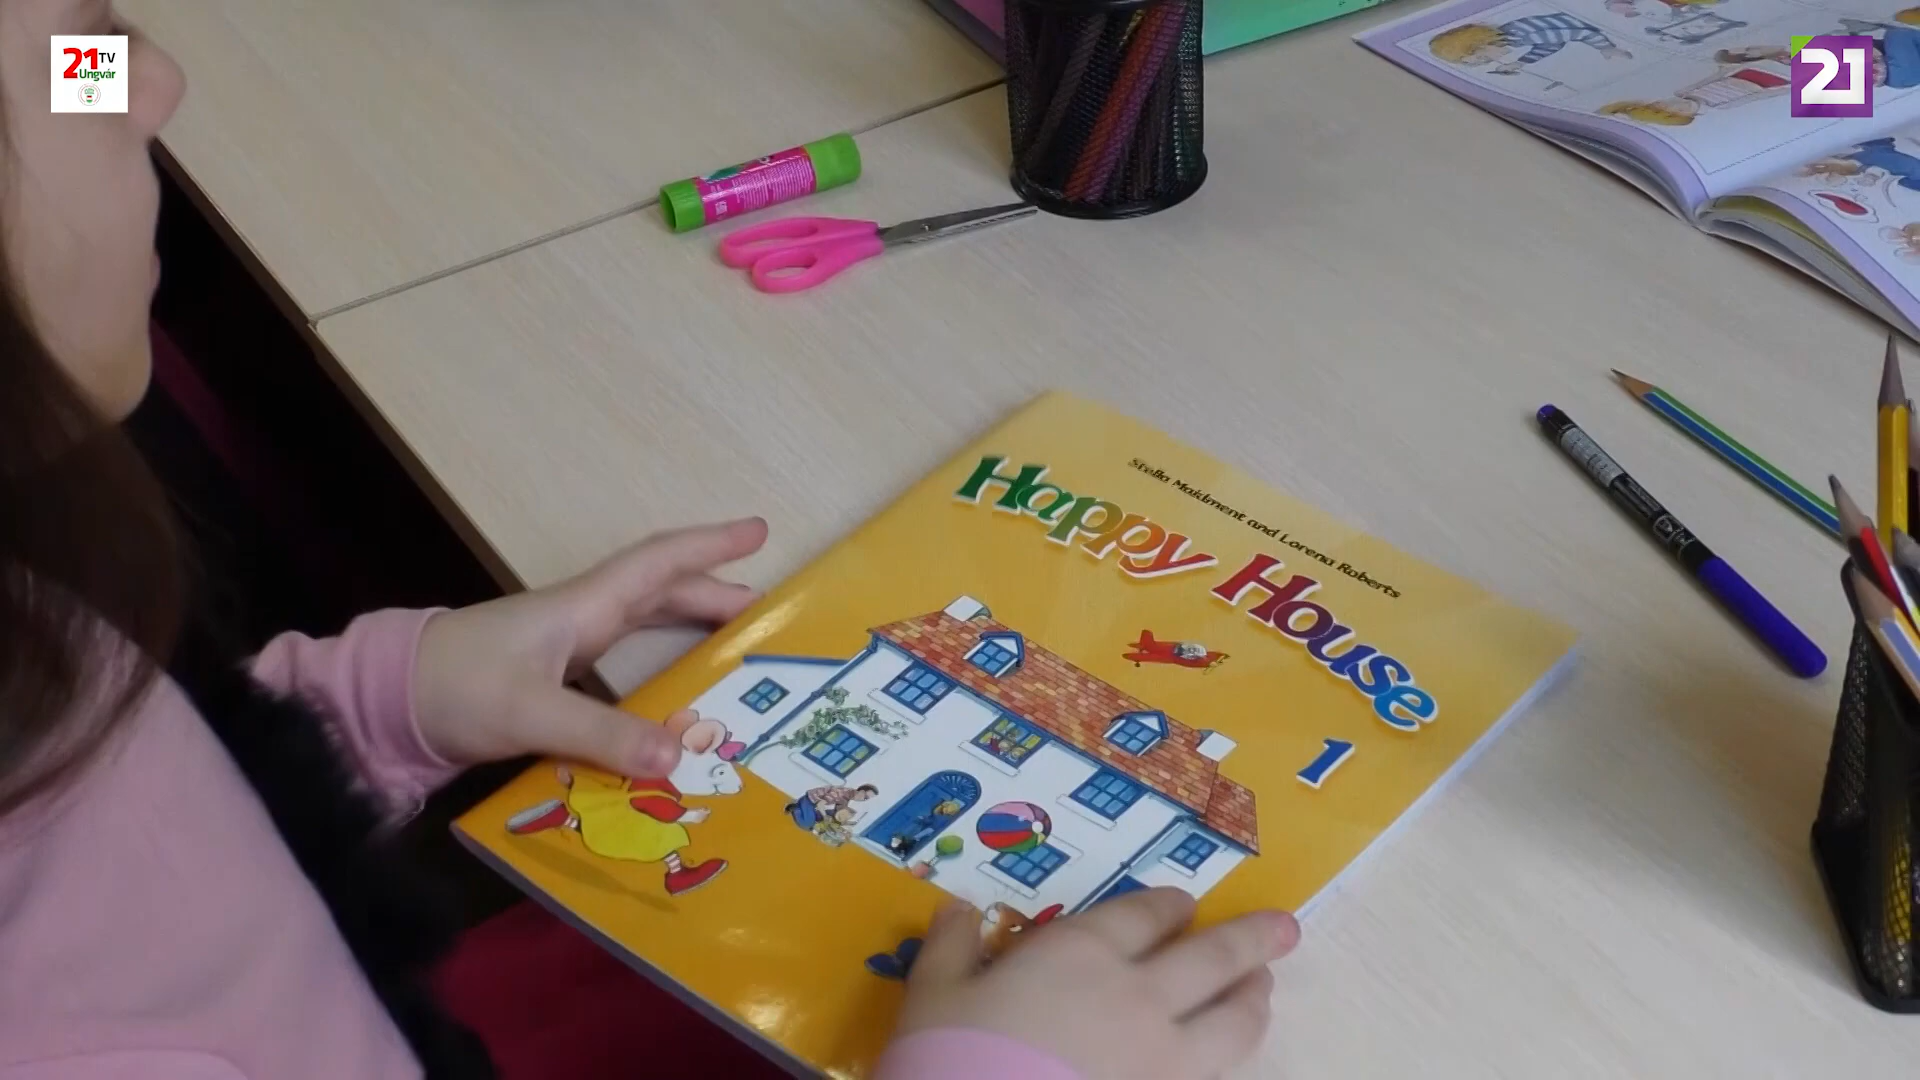 21 TV
Ungvár
21
Stella Maidment and Lorena Roberts
Happy House
1